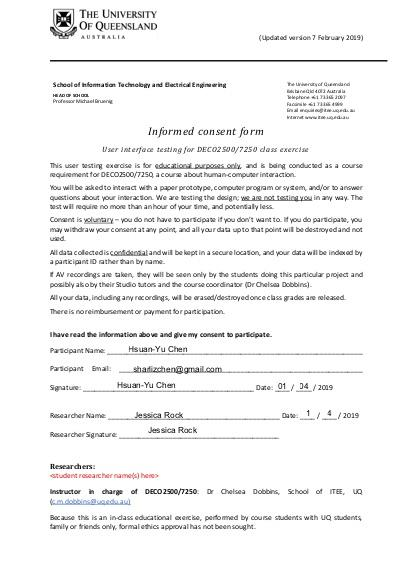 THE UNIVERSITY
OF QUEENSLAND
AUSTRALIA
(Updated version 7 February 2019)
School of Information Technology and Electrical Engineering
HEAD OF SCHOOL
Professor Michael Bruenig
The University of Queensland
Brisbane Qld 4072 Australia
Telephone +61 7 3365 2097
Facsimile +61 7 3365 4999
Email enquiries@itee.uq.edu.au
Internet www.itee.uq.edu.au
Informed consent form
User interface testing for DECO2500/7250 class exercise
This user testing exercise is for educational purposes only, and is being conducted as a course
requirement for DECO2500/7250, a course about human-computer interaction.
You will be asked to interact with a paper prototype, computer program or system, and/or to answer
questions about your interaction. We are testing the design; we are not testing you in any way. The
test will require no more than an hour of your time, and potentially less.
Consent is voluntary – you do not have to participate if you don't want to. If you do participate, you
may withdraw your consent at any point, and all your data up to that point will be destroyed and not
used.
All data collected is confidential and will be kept in a secure location, and your data will be indexed by
a participant ID rather than by name.
If AV recordings are taken, they will be seen only by the students doing this particular project and
possibly also by their Studio tutors and the course coordinator (Dr Chelsea Dobbins).
All your data, including any recordings, will be erased/destroyed once class grades are released.
There is no reimbursement or payment for participation.
I have read the information above and give my consent to participate.
Participant Name: Hsuan-Yu Chen
Participant Email: sharlizchen@gmail.com
Signature: Hsuan-Yu Chen Date: 01 / 04 / 2019
Researcher Name: Jessica Rock Date: 1 / 4 / 2019
Researcher Signature: Jessica Rock
Researchers:
<student researcher name(s) here>
Instructor in charge of DECO2500/7250: Dr Chelsea Dobbins, School of ITEE, UQ
(c.m.dobbins@uq.edu.au)
Because this is an in-class educational exercise, performed by course students with UQ students,
family or friends only, formal ethics approval has not been sought.